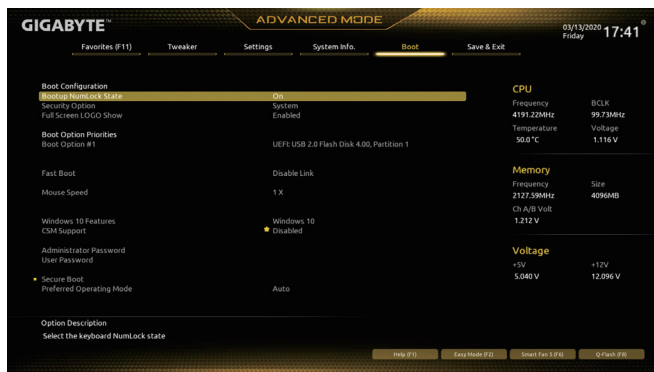 GIGABYTE™
ADVANCED MODE
03/13/2020 Friday 17:41
Favorites (F11) Tweaker Settings System Info. Boot Save & Exit
Boot Configuration
Bootup NumLock State On
Security Option System
Full Screen LOGO Show Enabled
Boot Option Priorities
Boot Option #1 UEFI: USB 2.0 Flash Disk 4.00, Partition 1
Fast Boot Disable Link
Mouse Speed 1 X
Windows 10 Features Windows 10
CSM Support Disabled
Administrator Password
User Password
Secure Boot
Preferred Operating Mode Auto
Option Description
Select the keyboard NumLock state
CPU
Frequency BCLK
4191.22MHz 99.73MHz
Temperature Voltage
50.0 °C 1.116 V
Memory
Frequency Size
2127.59MHz 4096MB
Ch A/B Volt
1.212 V
Voltage
+5V +12V
5.040 V 12.096 V
Help (F1) Easy Mode (F2) Smart Fan 5 (F6) Q-Flash (F8)